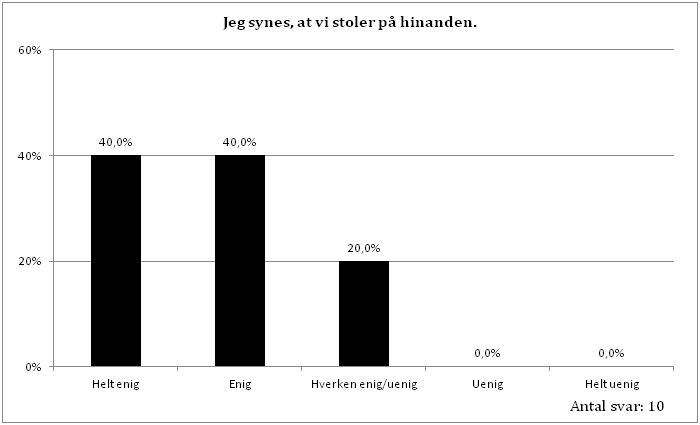 Jeg synes, at vi stoler på hinanden.
60%
40,0%
40,0%
40%
20,0%
20%
0,0%
0,0%
0%
Helt enig
Enig
Hverken enig/uenig
Uenig
Helt uenig
Antal svar: 10